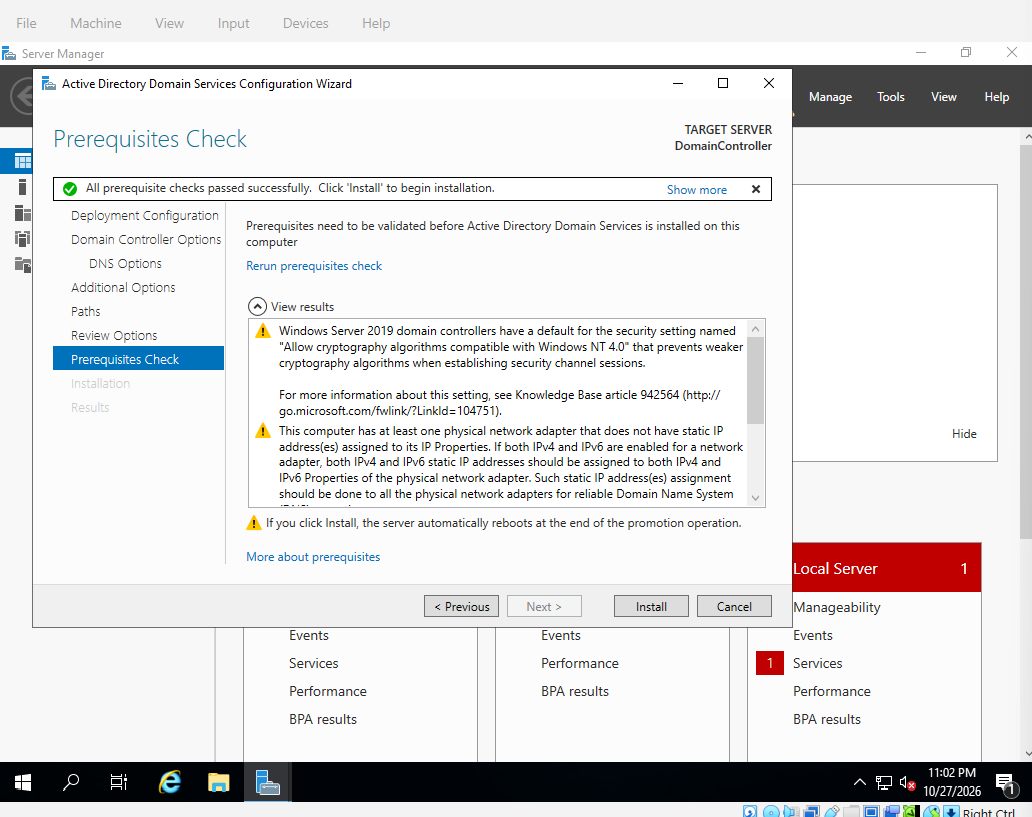 File Machine View Input Devices Help
Server Manager
Manage Tools View Help
Active Directory Domain Services Configuration Wizard
Prerequisites Check
TARGET SERVER
DomainController
All prerequisite checks passed successfully. Click 'Install' to begin installation.
Show more
Deployment Configuration
Domain Controller Options
DNS Options
Additional Options
Paths
Review Options
Prerequisites Check
Installation
Results
Prerequisites need to be validated before Active Directory Domain Services is installed on this
computer
Rerun prerequisites check
View results
Windows Server 2019 domain controllers have a default for the security setting named
"Allow cryptography algorithms compatible with Windows NT 4.0" that prevents weaker
cryptography algorithms when establishing security channel sessions.
For more information about this setting, see Knowledge Base article 942564 (http://
go.microsoft.com/fwlink/?LinkId=104751).
This computer has at least one physical network adapter that does not have static IP
address(es) assigned to its IP Properties. If both IPv4 and IPv6 are enabled for a network
adapter, both IPv4 and IPv6 static IP addresses should be assigned to both IPv4 and
IPv6 Properties of the physical network adapter. Such static IP address(es) assignment
should be done to all the physical network adapters for reliable Domain Name System
If you click Install, the server automatically reboots at the end of the promotion operation.
More about prerequisites
< Previous
Next >
Install
Cancel
Hide
Events
Services
Performance
BPA results
Events
Performance
BPA results
Local Server 1
Manageability
Events
1 Services
Performance
BPA results
11:02 PM
10/27/2026
1
Right Ctrl